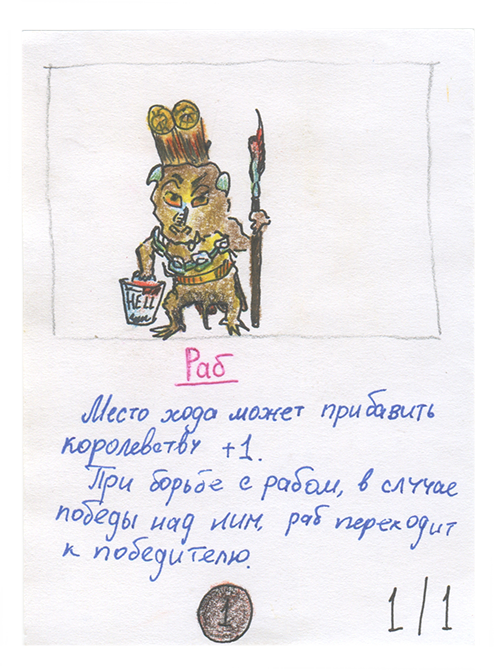 HELL
Раб
Место хода может прибавить
королевству +1.
При борьбе с рабом, в случае
победы над ним, раб переходит
к победителю.
1
1/1